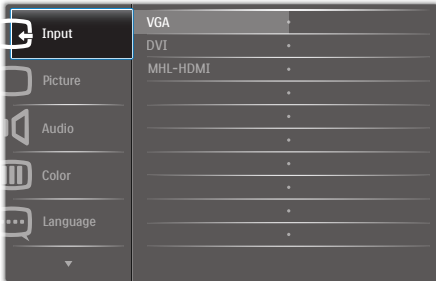 Input
Picture
Audio
Color
Language
VGA
DVI
MHL-HDMI